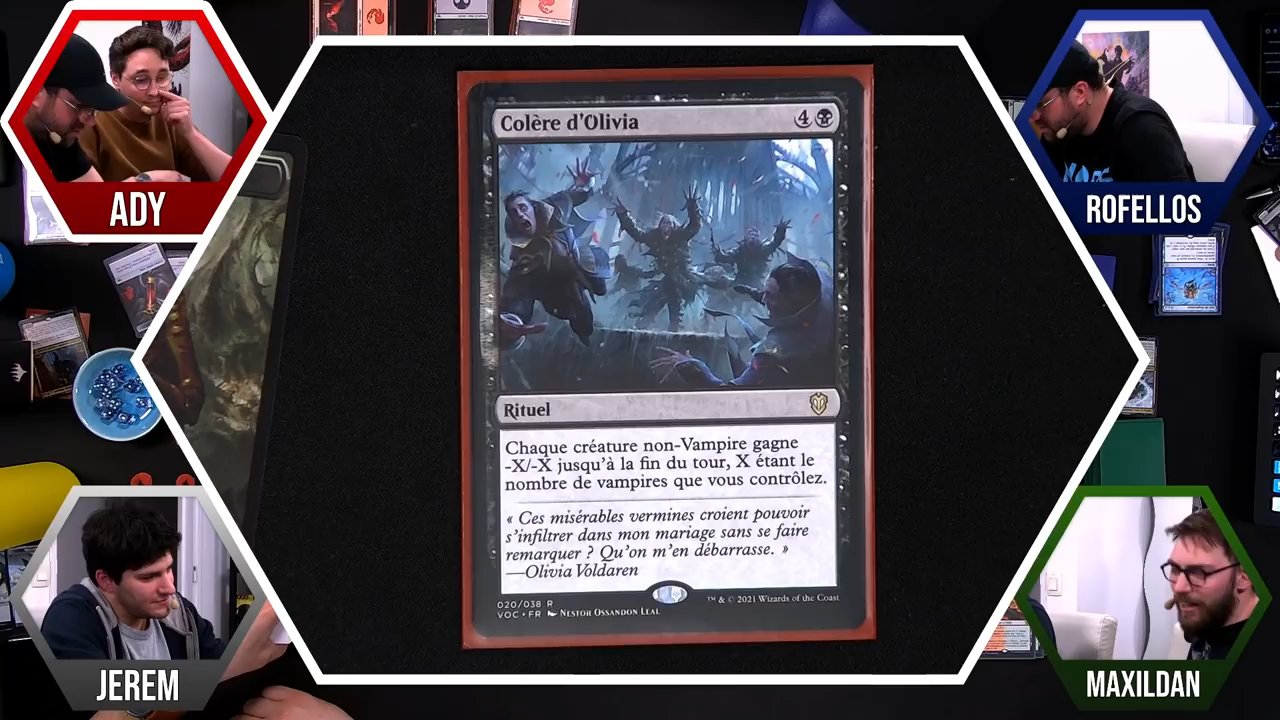 ADY
ROFELLOS
JEREM
MAXILDAN
Colère d'Olivia 4
Rituel
Chaque créature non-Vampire gagne
-X/-X jusqu'à la fin du tour, X étant le
nombre de vampires que vous contrôlez.
« Ces misérables vermines croient pouvoir
s'infiltrer dans mon mariage sans se faire
remarquer ? Qu'on m'en débarrasse. »
—Olivia Voldaren
020/038 R
VOC • FR Nestor Ossandon Leal
™ & © 2021 Wizards of the Coast